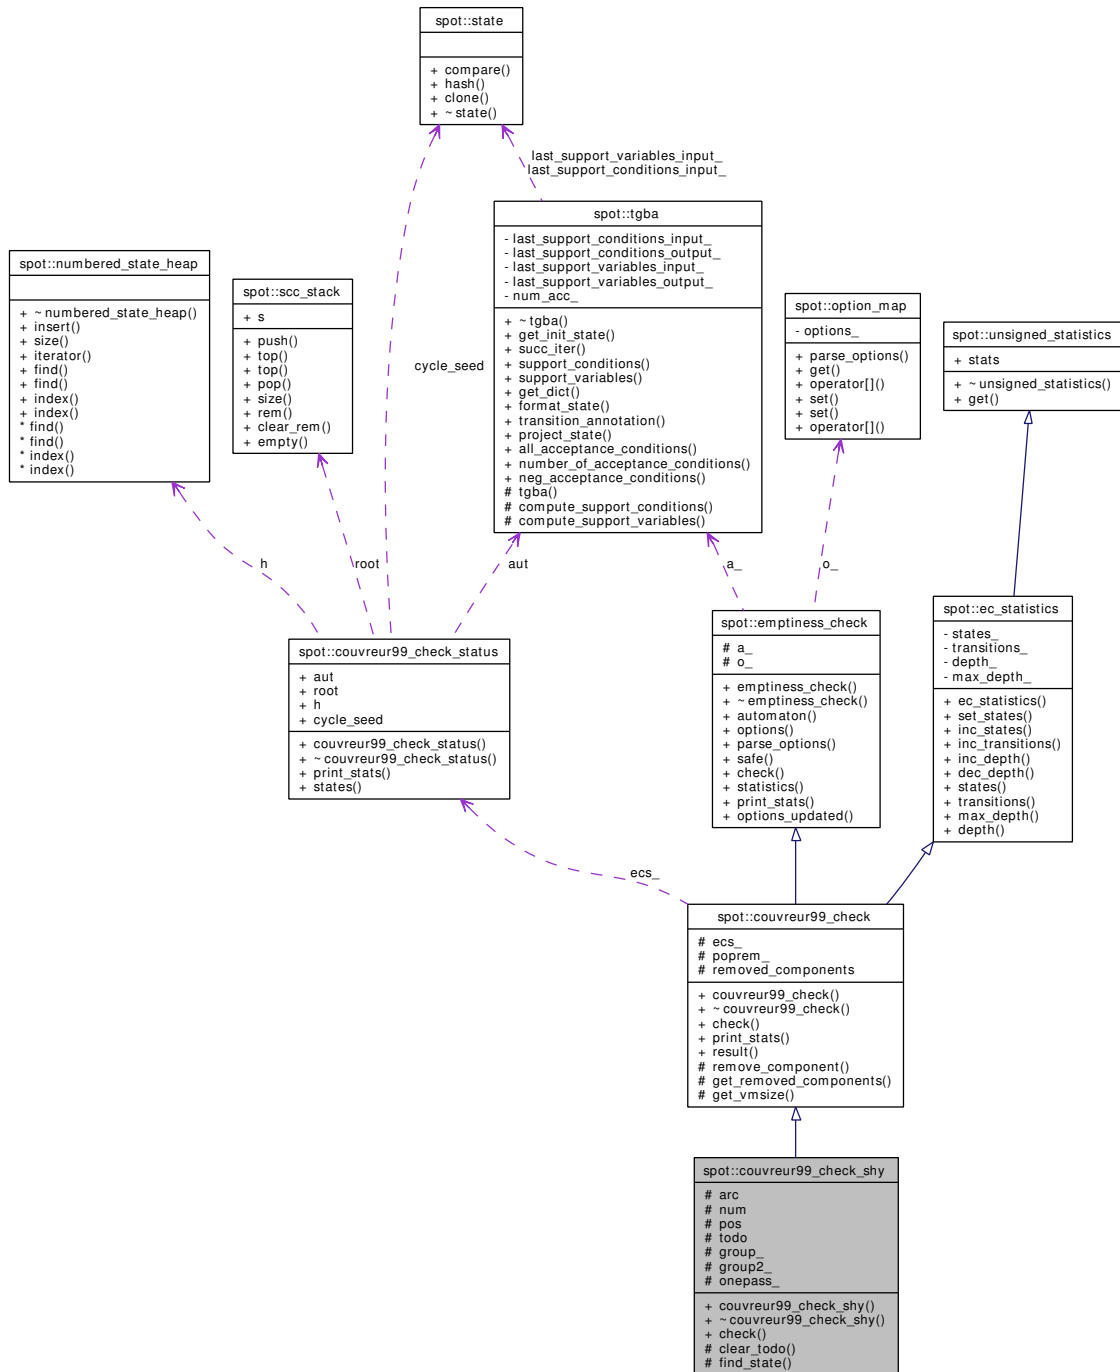 spot::state
+ compare()
+ hash()
+ clone()
+ ~state()
last_support_variables_input_
last_support_conditions_input_
spot::tgba
- last_support_conditions_input_
- last_support_conditions_output_
- last_support_variables_input_
- last_support_variables_output_
- num_acc_
+ ~tgba()
+ get_init_state()
+ succ_iter()
+ support_conditions()
+ support_variables()
+ get_dict()
+ format_state()
+ transition_annotation()
+ project_state()
+ all_acceptance_conditions()
+ number_of_acceptance_conditions()
+ neg_acceptance_conditions()
# tgba()
# compute_support_conditions()
# compute_support_variables()
spot::numbered_state_heap
+ ~numbered_state_heap()
+ insert()
+ size()
+ iterator()
+ find()
+ find()
+ index()
+ index()
* find()
* find()
* index()
* index()
spot::scc_stack
+ s
+ push()
+ top()
+ top()
+ pop()
+ size()
+ rem()
+ clear_rem()
+ empty()
cycle_seed
spot::option_map
- options_
+ parse_options()
+ get()
+ operator[]()
+ set()
+ set()
+ operator[]()
spot::unsigned_statistics
+ stats
+ ~unsigned_statistics()
+ get()
h
root
aut
a_
o_
spot::couvreur99_check_status
+ aut
+ root
+ h
+ cycle_seed
+ couvreur99_check_status()
+ ~couvreur99_check_status()
+ print_stats()
+ states()
spot::emptiness_check
# a_
# o_
+ emptiness_check()
+ ~emptiness_check()
+ automaton()
+ options()
+ parse_options()
+ safe()
+ check()
+ statistics()
+ print_stats()
+ options_updated()
spot::ec_statistics
- states_
- transitions_
- depth_
- max_depth_
+ ec_statistics()
+ set_states()
+ inc_states()
+ inc_transitions()
+ inc_depth()
+ dec_depth()
+ states()
+ transitions()
+ max_depth()
+ depth()
ecs_
spot::couvreur99_check
# ecs_
# poprem_
# removed_components
+ couvreur99_check()
+ ~couvreur99_check()
+ check()
+ print_stats()
+ result()
# remove_component()
# get_removed_components()
# get_vmsize()
spot::couvreur99_check_shy
# arc
# num
# pos
# todo
# group_
# group2_
# onepass_
+ couvreur99_check_shy()
+ ~couvreur99_check_shy()
+ check()
# clear_todo()
# find_state()